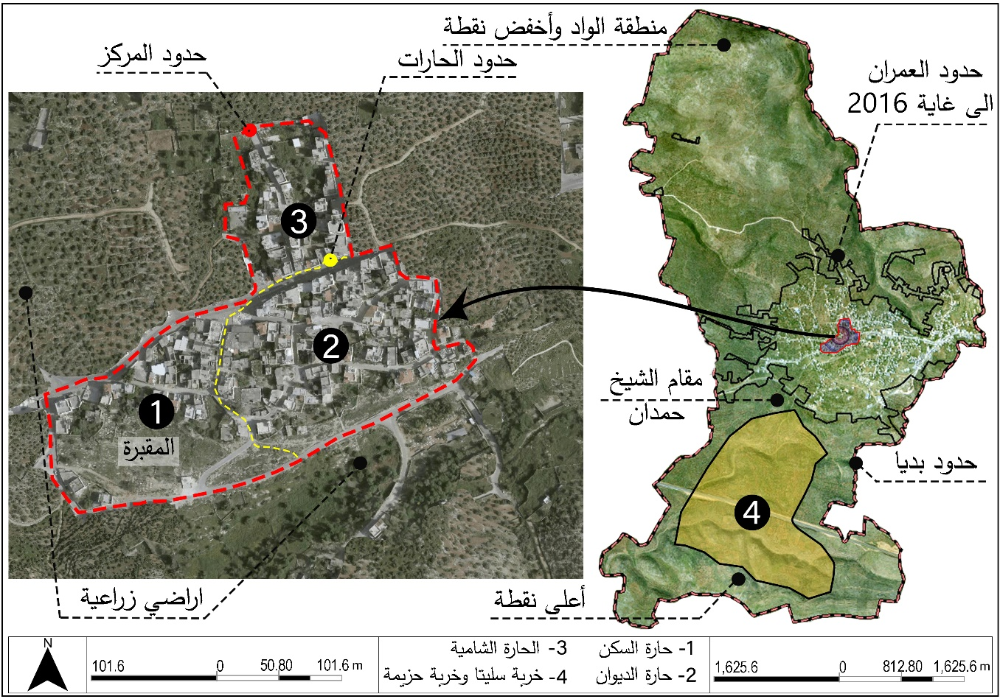 منطقة الواد وأخفض نقطة
حدود المركز
حدود الحارات
حدود العمران
الى غاية 2016
3
2
1
المقبرة
مقام الشيخ
حمدان
حدود بديا
4
اراضي زراعية
أعلى نقطة
N
101.6 0 50.80 101.6 m
1- حارة السكن
2- حارة الديوان
3- الحارة الشامية
4- خربة سليتا وخربة حزيمة
1,625.6 0 812.80 1,625.6 m